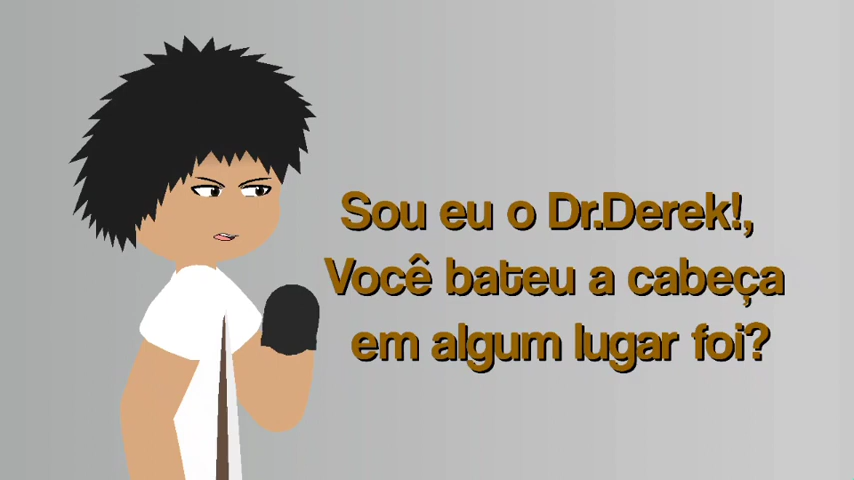 Sou eu o Dr.Derek!,
Você bateu a cabeça
em algum lugar foi?